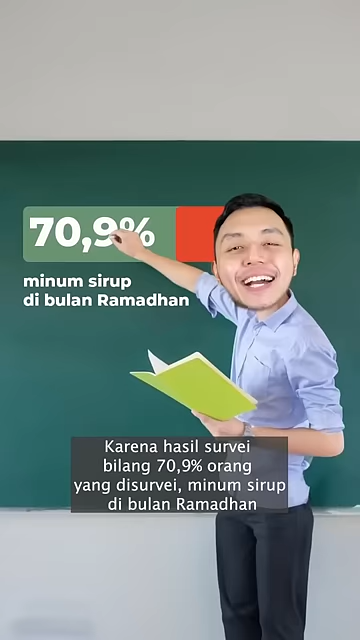 70,9%
minum sirup
di bulan Ramadhan
Karena hasil survei
bilang 70,9% orang
yang disurvei, minum sirup
di bulan Ramadhan